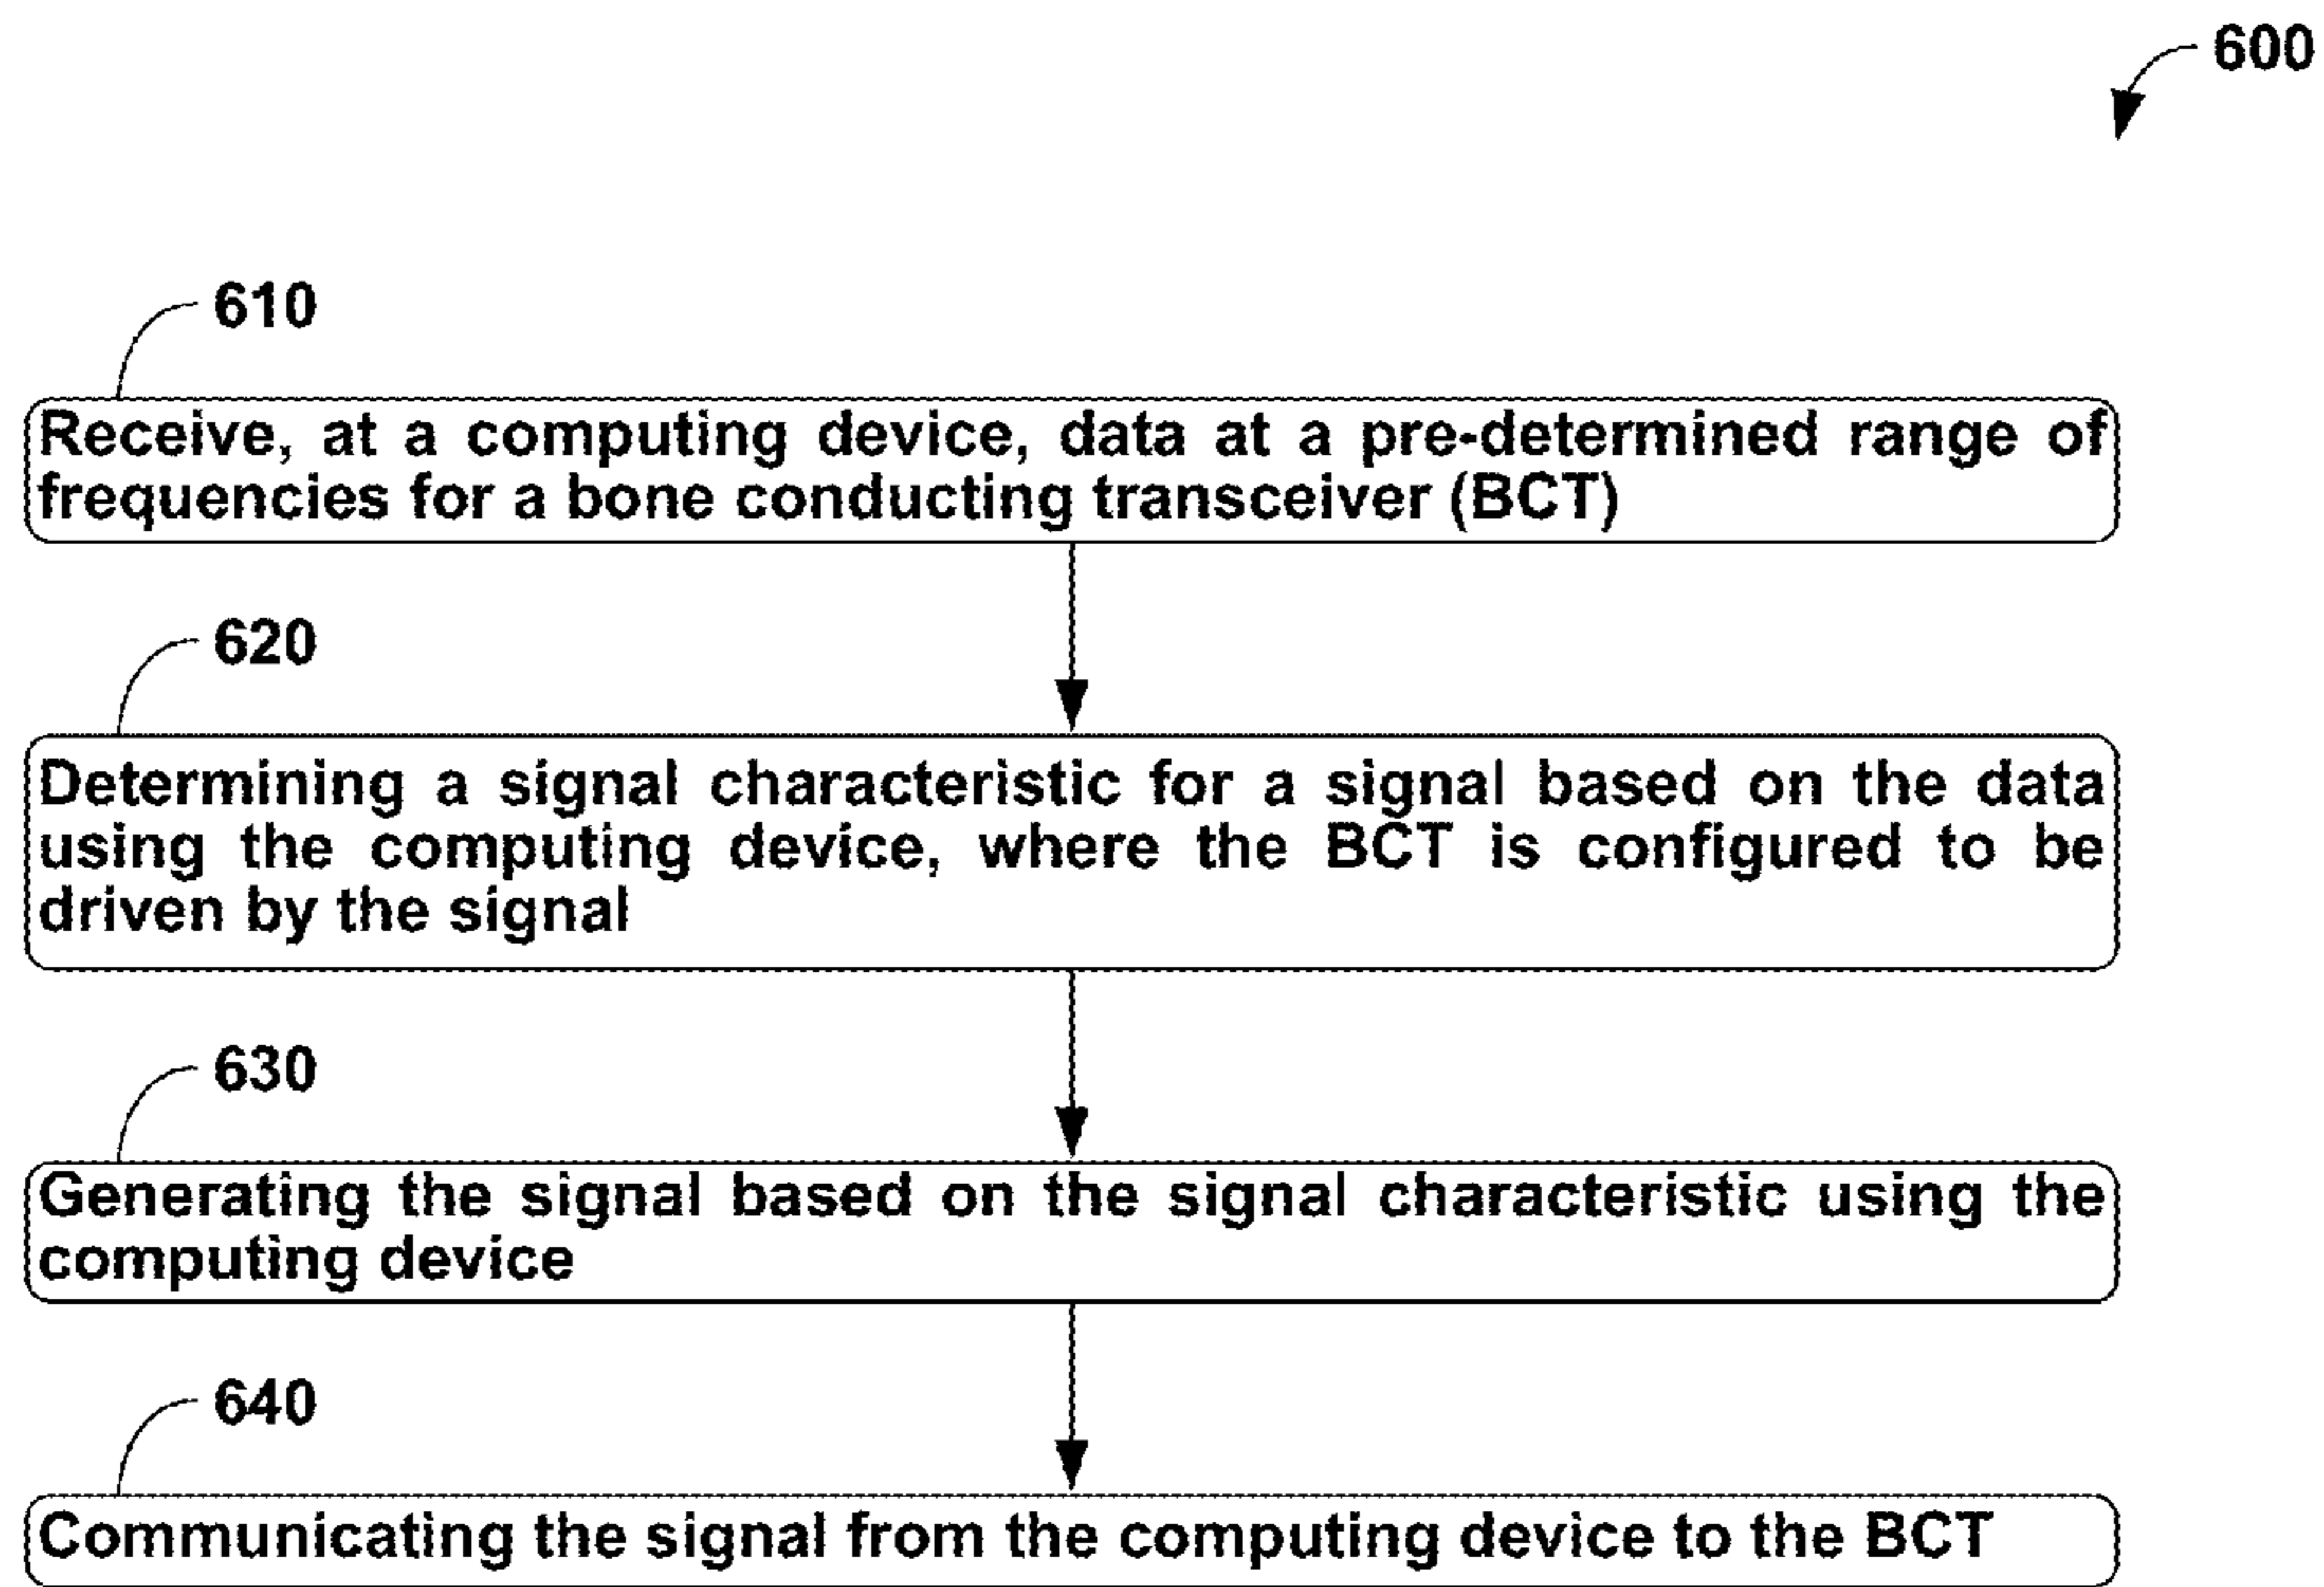 600
610
Receive, at a computing device, data at a pre-determined range of
frequencies for a bone conducting transceiver (BCT)
620
Determining a signal characteristic for a signal based on the data
using the computing device, where the BCT is configured to be
driven by the signal
630
Generating the signal based on the signal characteristic using the
computing device
640
Communicating the signal from the computing device to the BCT